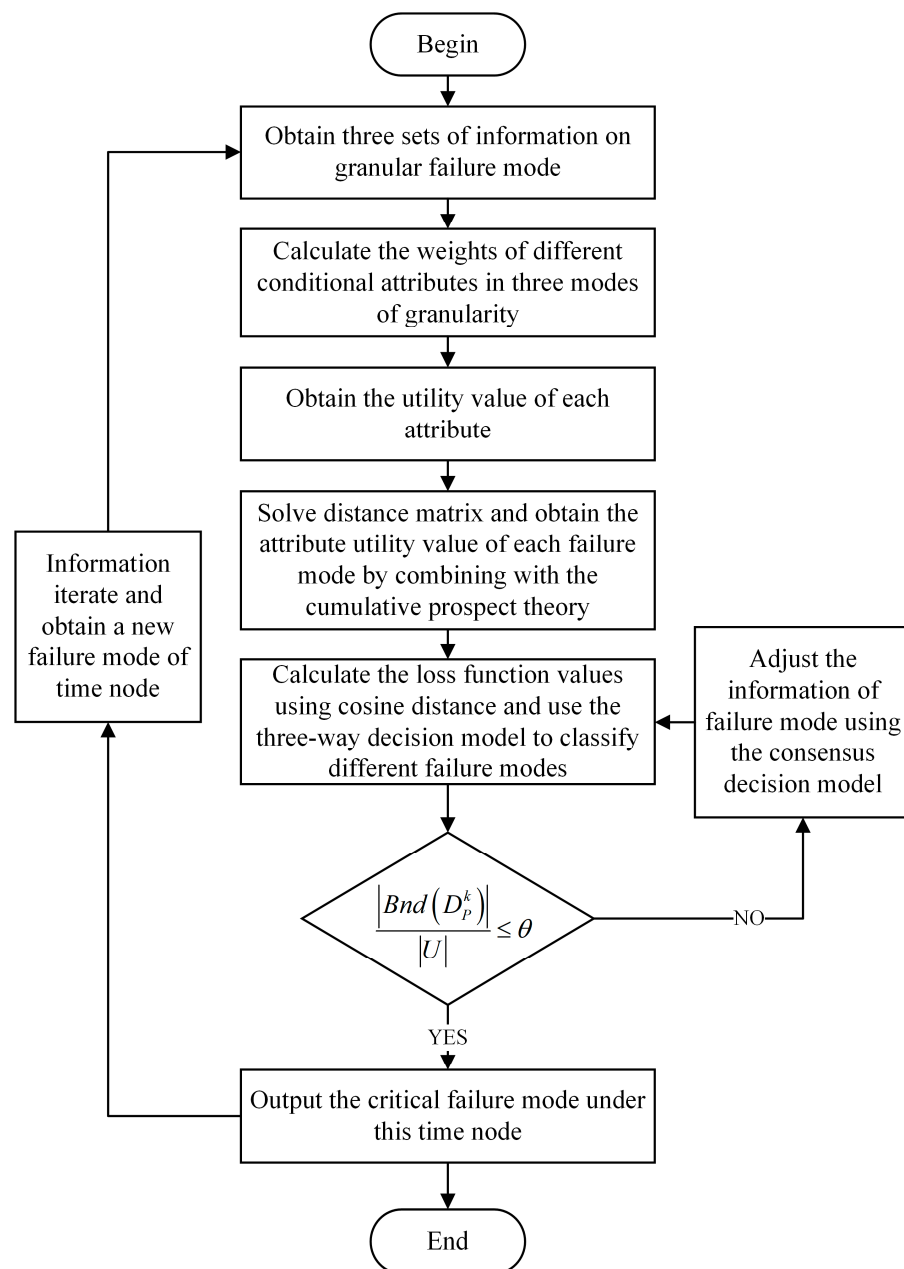 Begin
Obtain three sets of information on
granular failure mode
Calculate the weights of different
conditional attributes in three modes
of granularity
Obtain the utility value of each
attribute
Solve distance matrix and obtain the
attribute utility value of each failure
mode by combining with the
cumulative prospect theory
Information
iterate and
obtain a new
failure mode of
time node
Calculate the loss function values
using cosine distance and use the
three-way decision model to classify
different failure modes
Adjust the
information of
failure mode using
the consensus
decision model
|Bnd(D_P^k)|
|U|
≤ θ
NO
YES
Output the critical failure mode under
this time node
End